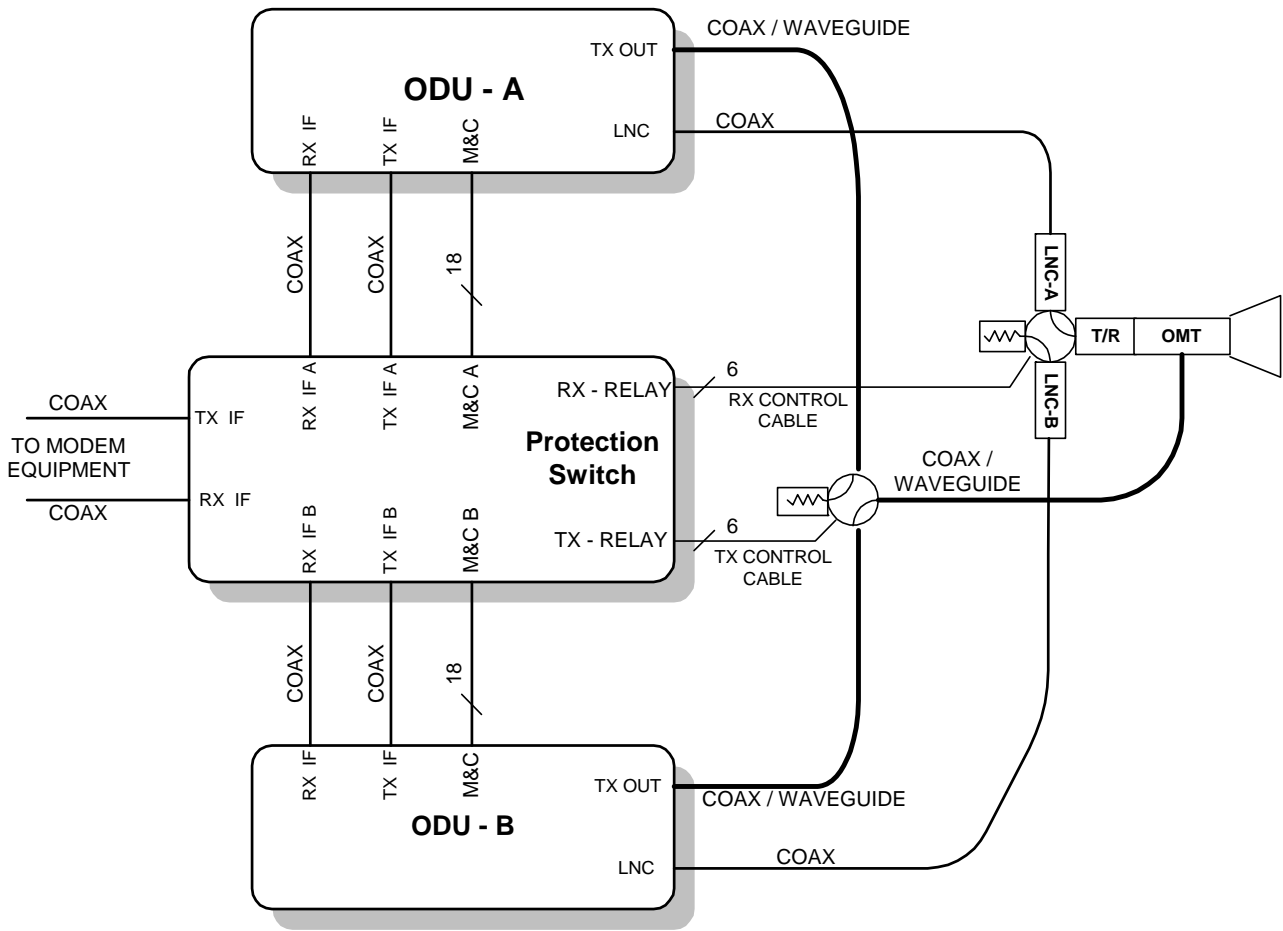 COAX / WAVEGUIDE
TX OUT
ODU - A
LNC
COAX
RX IF
TX IF
M&C
COAX
COAX
18
LNC-A
T/R
OMT
LNC-B
RX IF A
TX IF A
M&C A
RX - RELAY
6
RX CONTROL
CABLE
COAX
TX IF
TO MODEM
EQUIPMENT
RX IF
COAX
Protection
Switch
COAX /
WAVEGUIDE
RX IF B
TX IF B
M&C B
TX - RELAY
6
TX CONTROL
CABLE
COAX
COAX
18
RX IF
TX IF
M&C
TX OUT
COAX / WAVEGUIDE
ODU - B
LNC
COAX